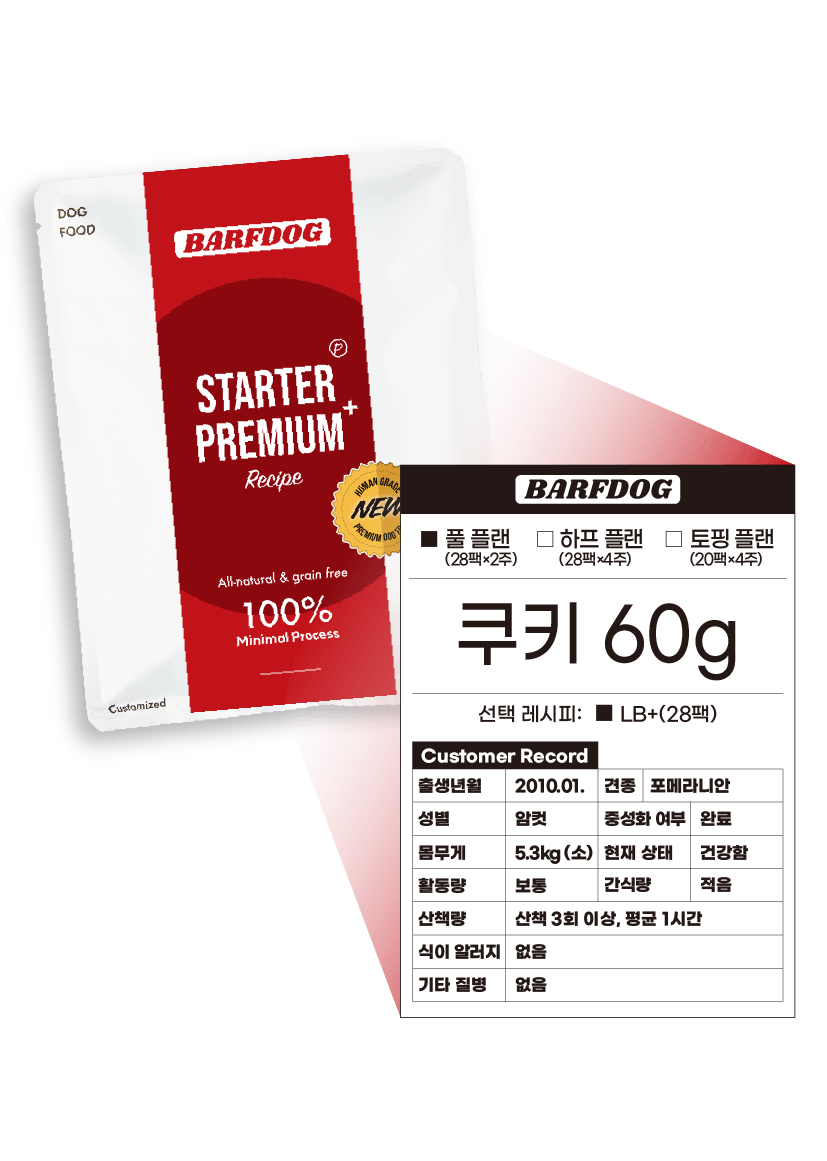 DOG
FOOD
BARFDOG
P
STARTER
PREMIUM+
Recipe
HUMAN GRADE
NEW
PREMIUM DOG
All-natural & grain free
100%
Minimal Process
Customized
BARFDOG
■ 풀 플랜 □ 하프 플랜 □ 토핑 플랜
(28팩×2주) (28팩×4주) (20팩×4주)
쿠키 60g
선택 레시피: ■ LB+(28팩)
Customer Record
출생년월 2010.01. 견종 포메라니안
성별 암컷 중성화 여부 완료
몸무게 5.3kg (소) 현재 상태 건강함
활동량 보통 간식량 적음
산책량 산책 3회 이상, 평균 1시간
식이 알러지 없음
기타 질병 없음